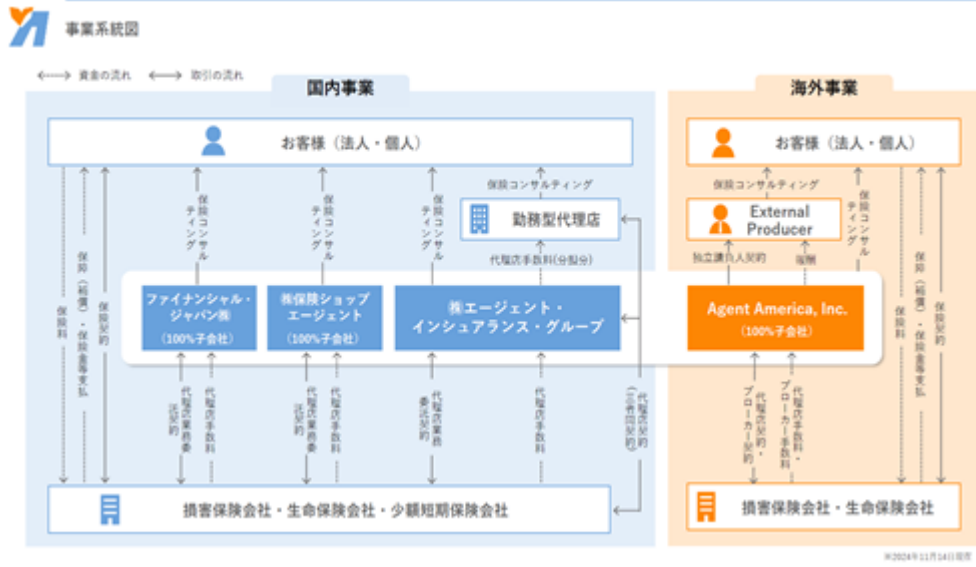 事業系統図
資金の流れ
取引の流れ
国内事業
海外事業
お客様(法人・個人)
お客様(法人・個人)
保険コンサルティング
保険コンサルティング
保険コンサル
ティング
保険コンサル
ティング
保険コンサル
ティング
保険コンサル
ティング
勤務型代理店
External
Producer
代理店手数料(分担分)
独立請負人契約
報酬
保険料
保障(補償)・保険金等支払
保険契約
保険料
保障(補償)・保険金等支払
保険契約
ファイナンシャル・
ジャパン㈱
(100%子会社)
㈱保険ショップ
エージェント
(100%子会社)
㈱エージェント・
インシュアランス・グループ
Agent America, Inc.
(100%子会社)
代理店業務委
託契約
代理店手数料
代理店業務委
託契約
代理店手数料
代理店業務
委託契約
代理店手数料
代理店契約
(三者間契約)
代理店契約・
ブローカー契約
代理店手数料・
ブローカー手数料
損害保険会社・生命保険会社・少額短期保険会社
損害保険会社・生命保険会社
※2024年11月14日現在